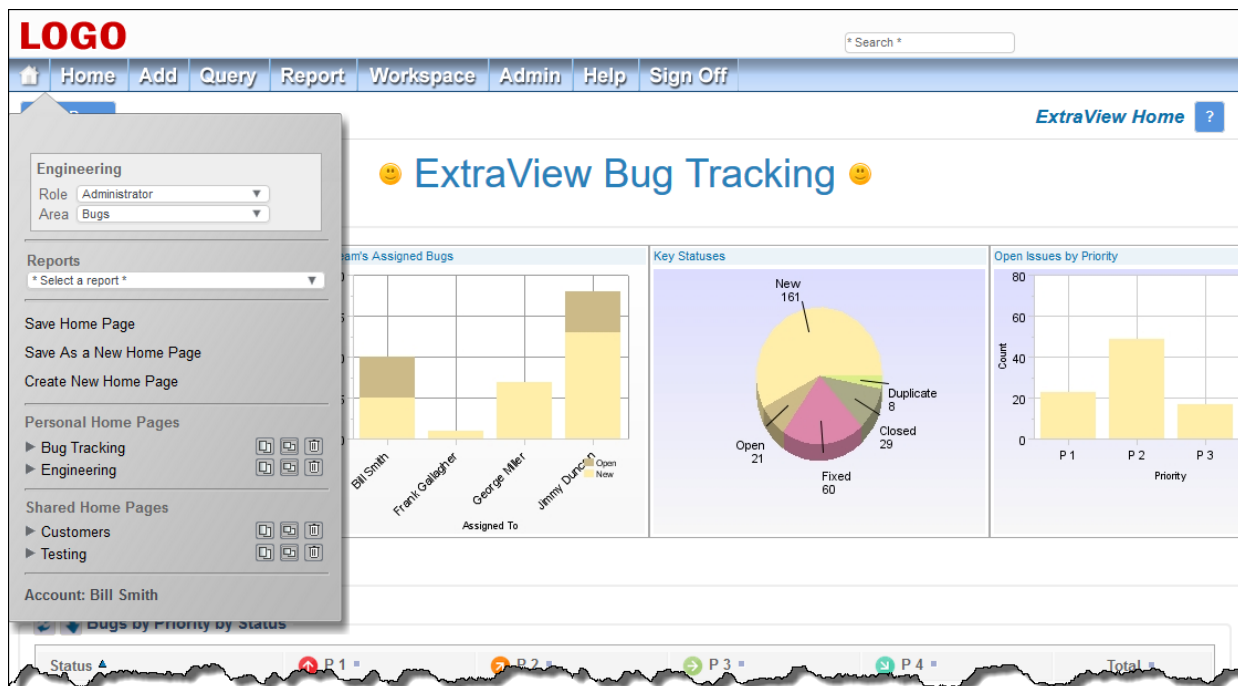 LOGO
* Search *
Home Add Query Report Workspace Admin Help Sign Off
ExtraView Home ?
ExtraView Bug Tracking
Engineering
Role Administrator
Area Bugs
Reports
* Select a report *
Save Home Page
Save As a New Home Page
Create New Home Page
Personal Home Pages
Bug Tracking
Engineering
Shared Home Pages
Customers
Testing
Account: Bill Smith
Assigned Bugs
Bill Smith
Frank Gallagher
George Miller
Jimmy Duncan
Open
New
Assigned To
Key Statuses
New
161
Duplicate
8
Closed
29
Open
21
Fixed
60
Open Issues by Priority
80
60
40
20
0
Count
P 1 P 2 P 3
Priority
Bugs by Priority by Status
Status P 1 P 2 P 3 P 4 Total